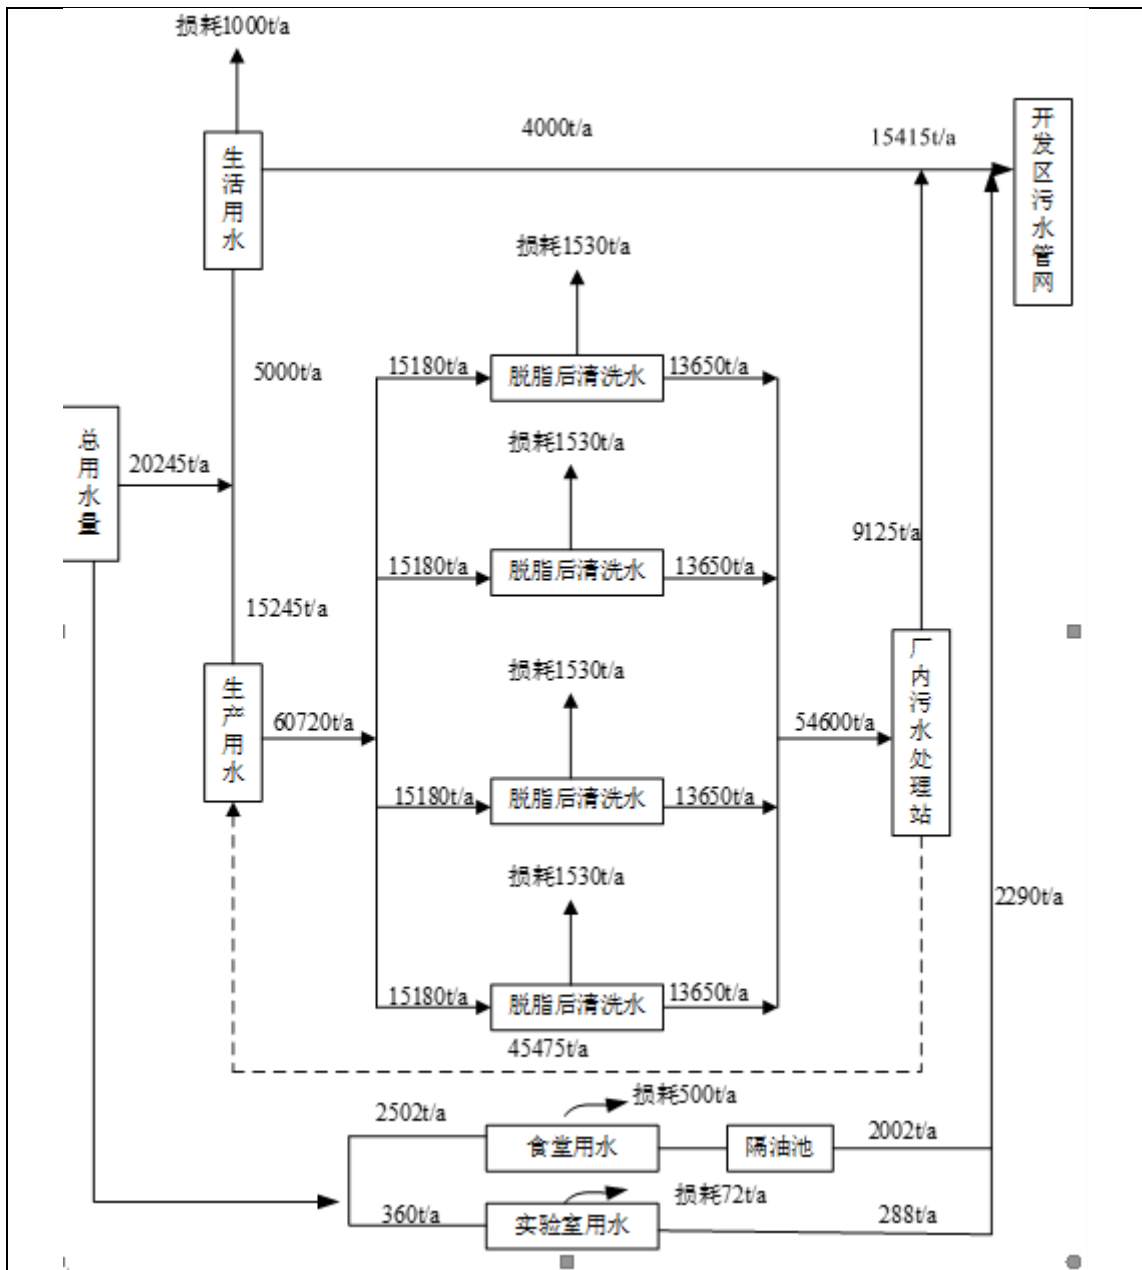 损耗1000t/a
生活用水
4000t/a
15415t/a
开发区污水管网
损耗1530t/a
5000t/a
15180t/a
脱脂后清洗水
13650t/a
总用水量
20245t/a
损耗1530t/a
15180t/a
脱脂后清洗水
13650t/a
9125t/a
15245t/a
生产用水
60720t/a
损耗1530t/a
15180t/a
脱脂后清洗水
13650t/a
54600t/a
厂内污水处理站
损耗1530t/a
15180t/a
脱脂后清洗水
13650t/a
2290t/a
45475t/a
2502t/a
损耗500t/a
食堂用水
隔油池
2002t/a
360t/a
损耗72t/a
实验室用水
288t/a